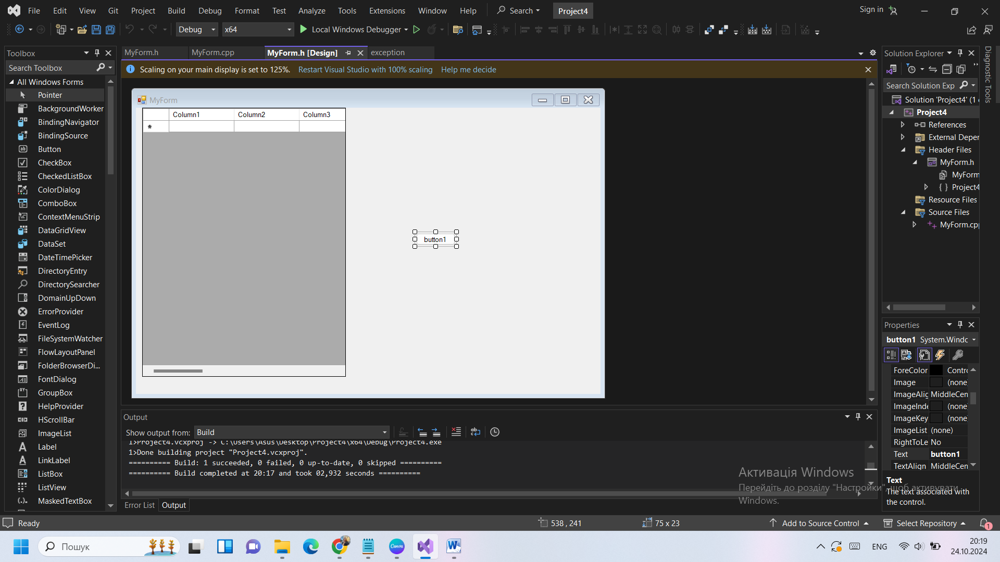 File Edit View Git Project Build Debug Format Test Analyze Tools Extensions Window Help Search Project4 Sign in
Debug x64 Local Windows Debugger
Toolbox
Search Toolbox
All Windows Forms
Pointer
BackgroundWorker
BindingNavigator
BindingSource
Button
CheckBox
CheckedListBox
ColorDialog
ComboBox
ContextMenuStrip
DataGridView
DataSet
DateTimePicker
DirectoryEntry
DirectorySearcher
DomainUpDown
ErrorProvider
EventLog
FileSystemWatcher
FlowLayoutPanel
FolderBrowserDi...
FontDialog
GroupBox
HelpProvider
HScrollBar
ImageList
Label
LinkLabel
ListBox
ListView
MaskedTextBox
MyForm.h MyForm.cpp MyForm.h [Design] exception
Scaling on your main display is set to 125%. Restart Visual Studio with 100% scaling Help me decide
MyForm
Column1 Column2 Column3
*
button1
Output
Show output from: Build
1>Project4.vcxproj -> C:\Users\Asus\Desktop\Project4\x64\Debug\Project4.exe
1>Done building project "Project4.vcxproj".
========== Build: 1 succeeded, 0 failed, 0 up-to-date, 0 skipped ==========
========== Build completed at 20:17 and took 02,932 seconds ==========
Error List Output
Solution Explorer
Search Solution Exp
Solution 'Project4' (1
Project4
References
External Deper
Header Files
MyForm.h
MyForm
Project4
Resource Files
Source Files
MyForm.cp
Diagnostic Tools
Properties
button1 System.Windo
ForeColor Contro
Image (none
ImageAlig MiddleCen
ImageInde (none
ImageKey (none
ImageList (none)
RightToLe No
Text button1
TextAlign MiddleCen
Text
The text associated with
the control.
Активація Windows
Перейдіть до розділу "Настройки", щоб активувати
Windows.
Ready 538 , 241 75 x 23 Add to Source Control Select Repository 1
Пошук Canva ENG 20:19
24.10.2024